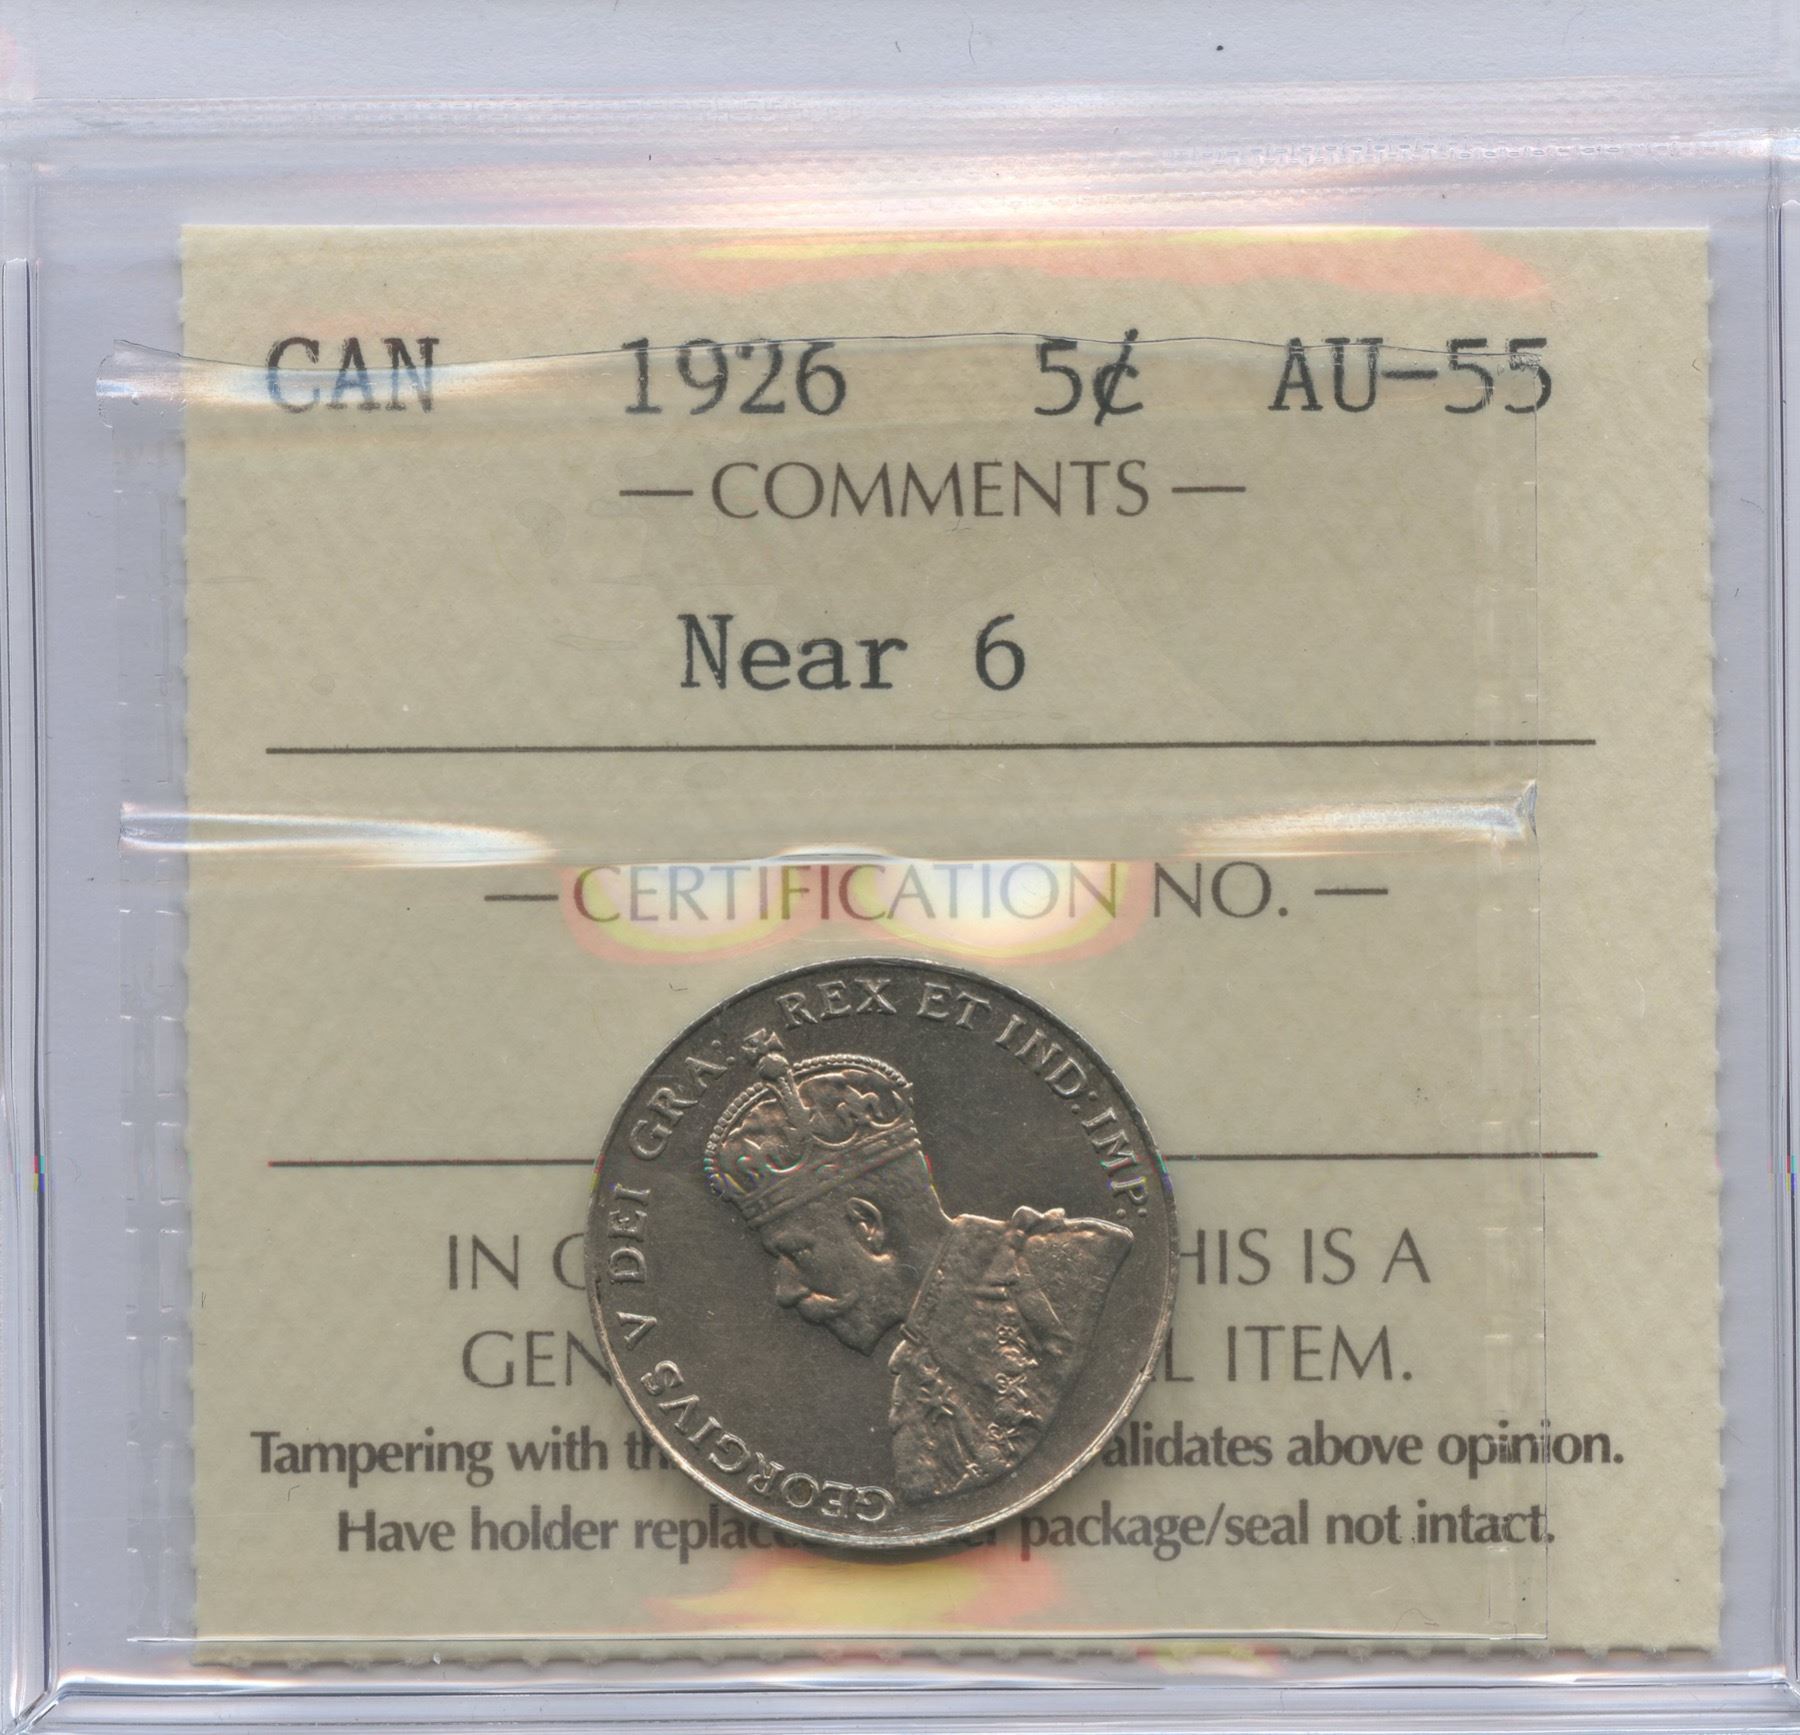 CAN 1926 5¢ AU-55
— COMMENTS —
Near 6
— CERTIFICATION NO. —
GEORGIVS V DEI GRA: REX ET IND: IMP:
IN HIS IS A
GEN L ITEM.
Tampering with th alidates above opinion.
Have holder replac package/seal not intact.